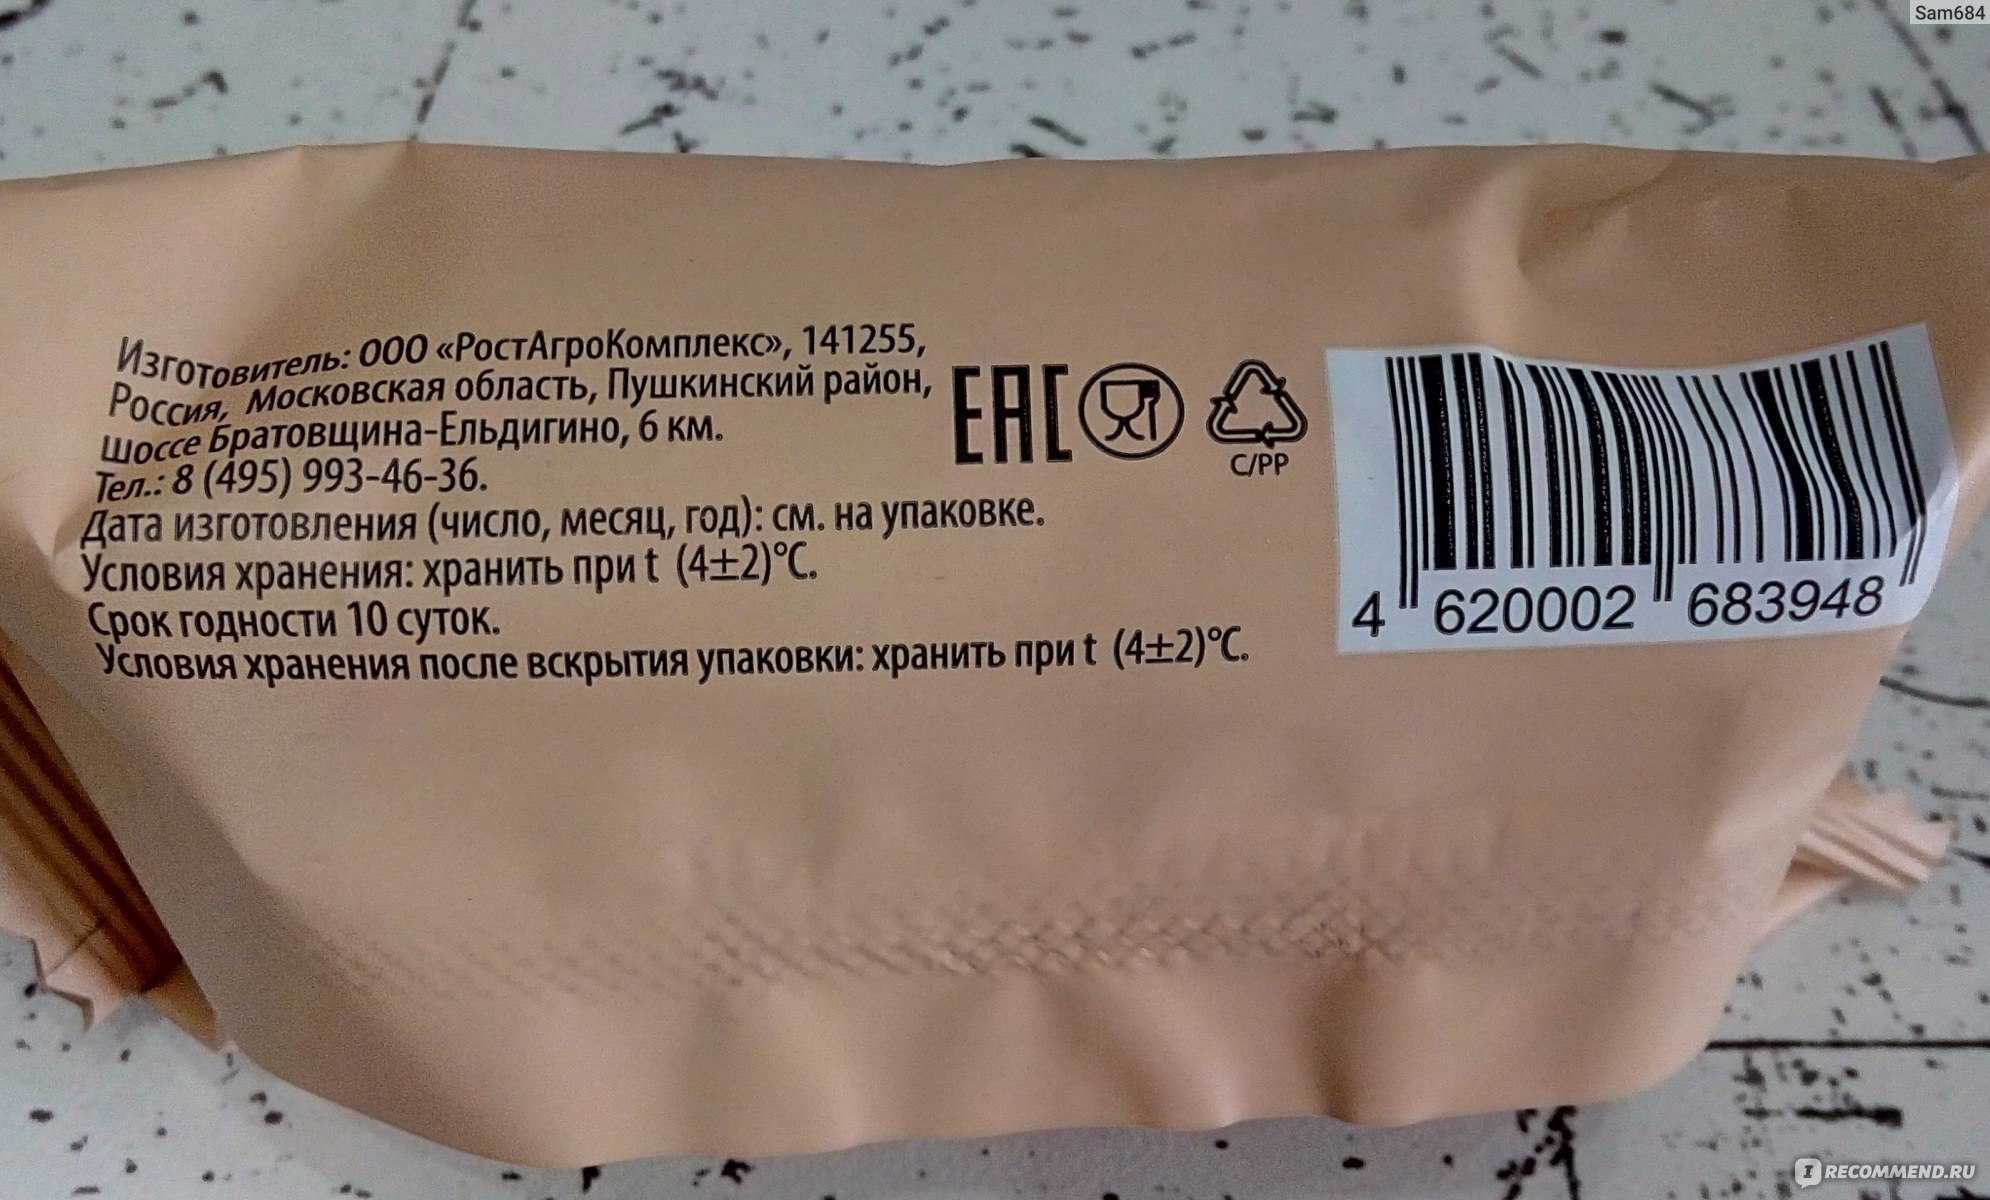 Sam684
Изготовитель: ООО «РостАгроКомплекс», 141255,
Россия, Московская область, Пушкинский район,
Шоссе Братовщина-Ельдигино, 6 км.
Тел.: 8 (495) 993-46-36.
Дата изготовления (число, месяц, год): см. на упаковке.
Условия хранения: хранить при t (4±2)°С.
Срок годности 10 суток.
Условия хранения после вскрытия упаковки: хранить при t (4±2)°С.
ЕАС
C/PP
4 620002 683948
RECOMMEND.RU